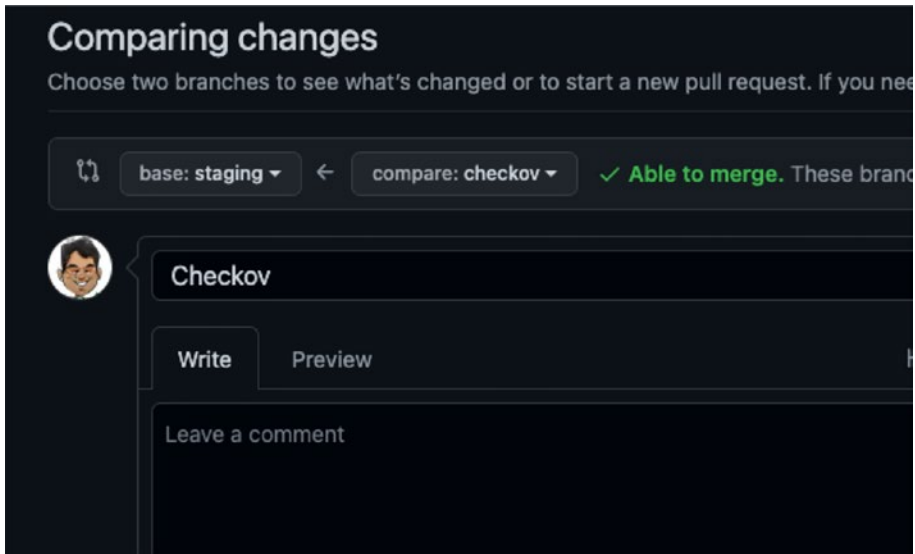 Comparing changes
Choose two branches to see what's changed or to start a new pull request. If you nee
base: staging compare: checkov Able to merge. These branc
Checkov
Write Preview
Leave a comment